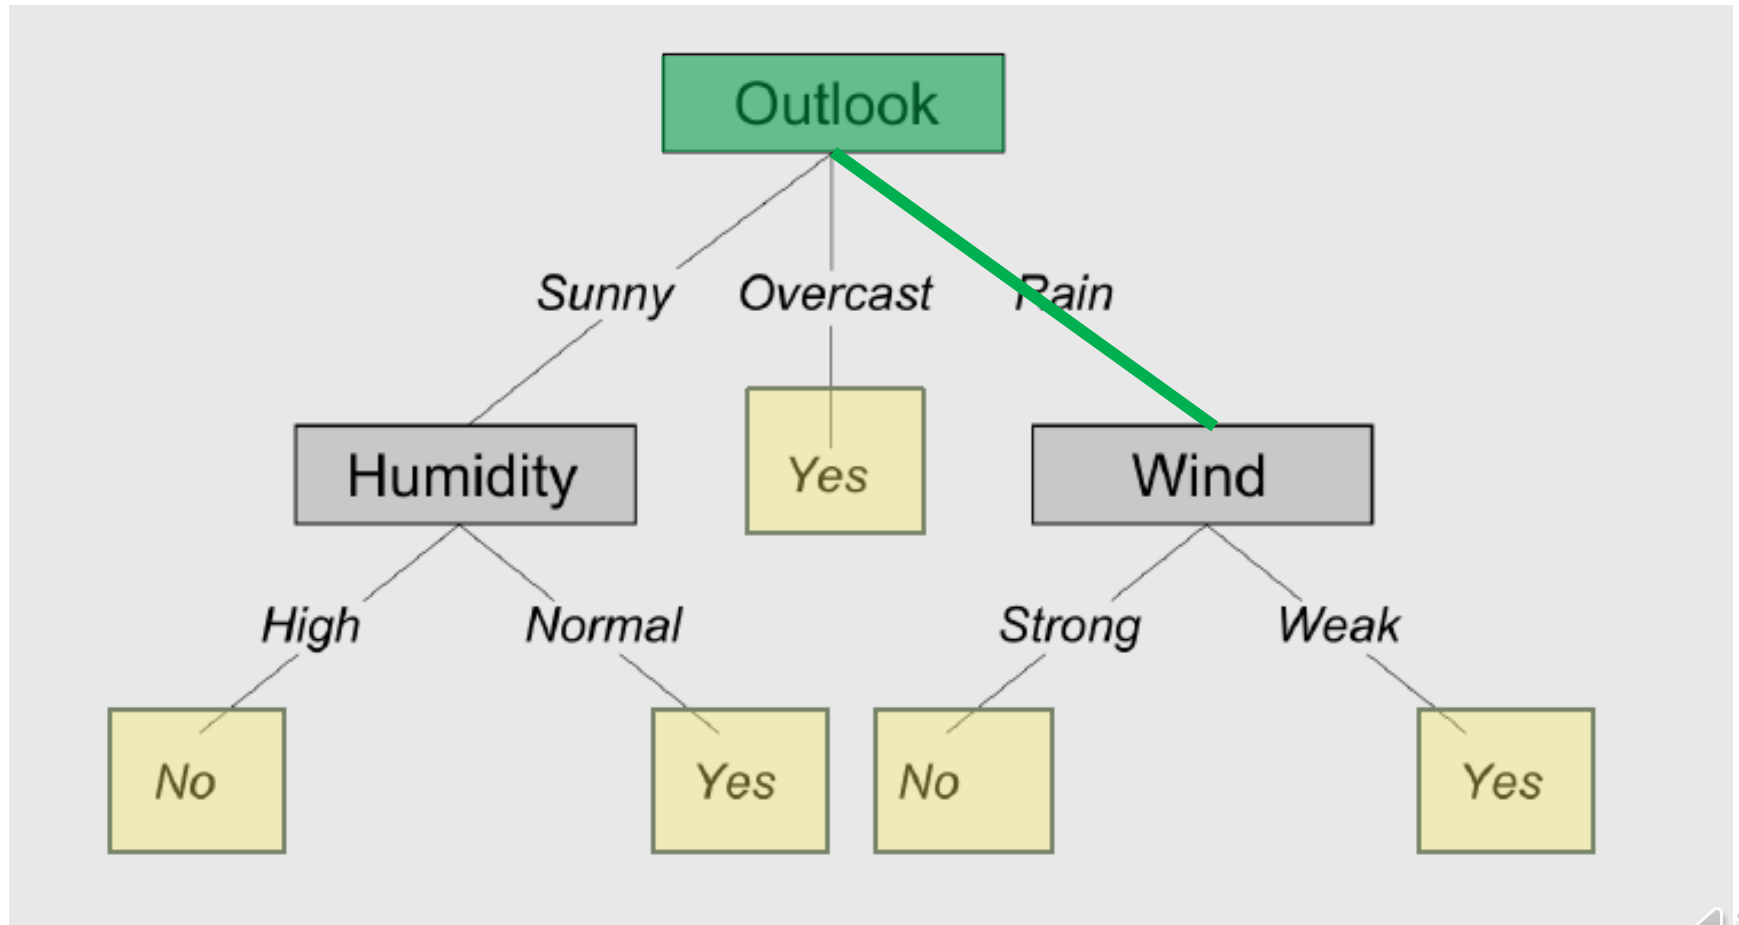 Outlook
Sunny Overcast Rain
Humidity Yes Wind
High Normal Strong Weak
No Yes No Yes